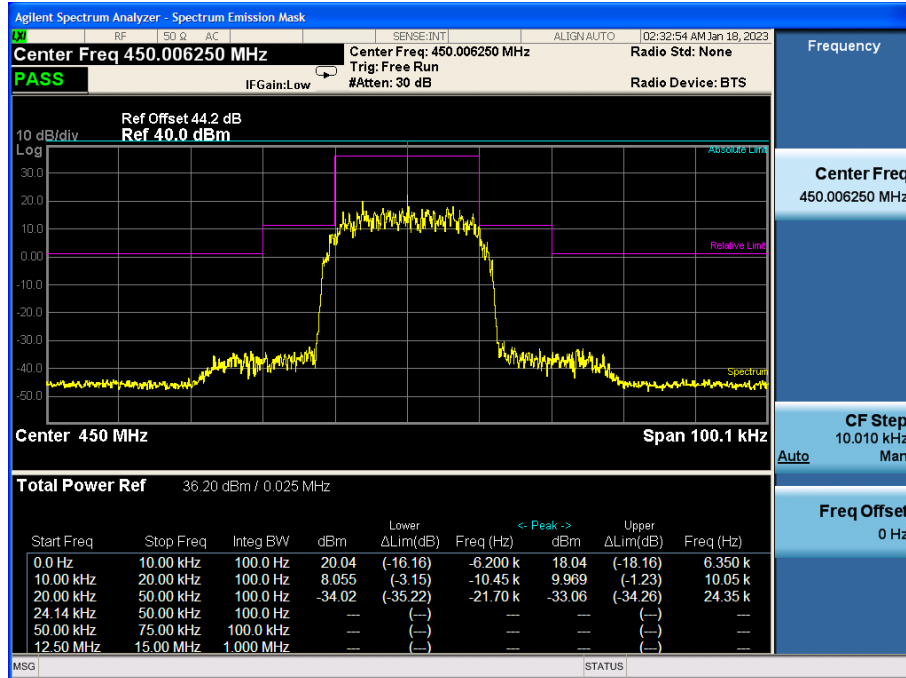 Agilent Spectrum Analyzer - Spectrum Emission Mask
LXI RF 50 Ω AC SENSE:INT ALIGN AUTO 02:32:54 AM Jan 18, 2023
Center Freq 450.006250 MHz Center Freq: 450.006250 MHz Radio Std: None
Trig: Free Run
PASS IFGain:Low #Atten: 30 dB Radio Device: BTS
Ref Offset 44.2 dB
10 dB/div Ref 40.0 dBm
Log Absolute Limit
30.0
20.0
10.0
Relative Limit
0.00
-10.0
-20.0
-30.0
-40.0
Spectrum
-50.0
Center 450 MHz Span 100.1 kHz
Total Power Ref 36.20 dBm / 0.025 MHz
Lower <- Peak -> Upper
Start Freq Stop Freq Integ BW dBm ΔLim(dB) Freq (Hz) dBm ΔLim(dB) Freq (Hz)
0.0 Hz 10.00 kHz 100.0 Hz 20.04 (-16.16) -6.200 k 18.04 (-18.16) 6.350 k
10.00 kHz 20.00 kHz 100.0 Hz 8.055 (-3.15) -10.45 k 9.969 (-1.23) 10.05 k
20.00 kHz 50.00 kHz 100.0 Hz -34.02 (-35.22) -21.70 k -33.06 (-34.26) 24.35 k
24.14 kHz 50.00 kHz 100.0 Hz --- (---) --- --- (---) ---
50.00 kHz 75.00 kHz 100.0 kHz --- (---) --- --- (---) ---
12.50 MHz 15.00 MHz 1.000 MHz --- (---) --- --- (---) ---
MSG STATUS
Frequency
Center Freq
450.006250 MHz
CF Step
10.010 kHz
Auto Man
Freq Offset
0 Hz